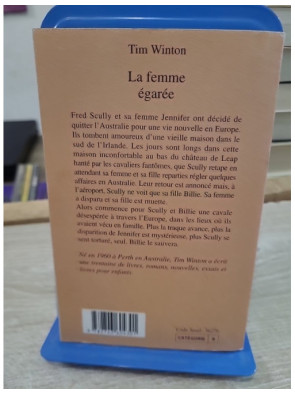 Tim Winton
La femme
égarée
Fred Scully et sa femme Jennifer ont décidé de
quitter l'Australie pour une vie nouvelle en Europe.
Ils tombent amoureux d'une vieille maison dans le
sud de l'Irlande. Les jours sont longs dans cette
maison inconfortable au bas du château de Leap
hanté par les cavaliers fantômes, que Scully retape en
attendant sa femme et sa fille reparties régler quelques
affaires en Australie. Leur retour est annoncé mais, à
l'aéroport, Scully ne voit que sa fille Billie. Sa femme
a disparu et sa fille est muette.
Alors commence pour Scully et Billie une cavale
désespérée à travers l'Europe, dans les lieux où ils
avaient vécu en famille. Plus la traque avance, plus la
disparition de Jennifer est mystérieuse, plus Scully se
sent torturé, seul. Billie le sauvera.
Né en 1960 à Perth en Australie, Tim Winton a écrit
une trentaine de livres, romans, nouvelles, essais et
livres pour enfants.
CATÉGORIE